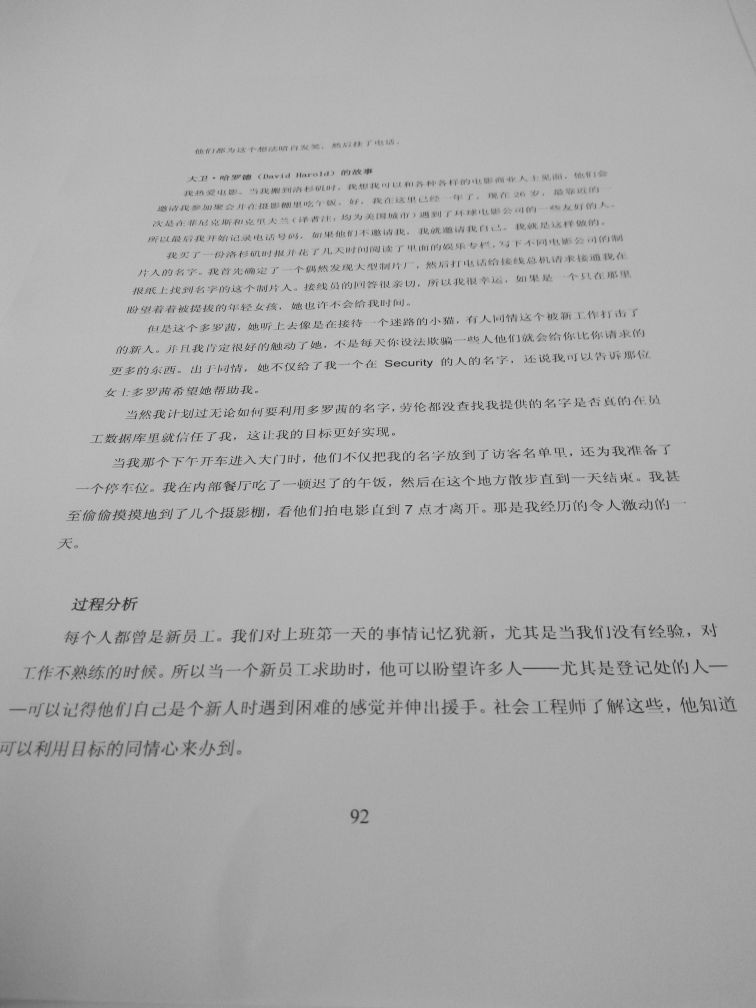 他们都为这个想法暗自发笑，然后挂了电话。
大卫·哈罗德（David Harold）的故事
我热爱电影。当我搬到洛杉矶时，我想我可以和各种各样的电影商业人士见面，他们会
邀请我参加聚会并在摄影棚里吃午饭。好，我在这里已经一年了，现在 26 岁，最靠近的一
次是在菲尼克斯和克里夫兰（译者注：均为美国城市）遇到了环球电影公司的一些友好的人。
所以最后我开始记录电话号码，如果他们不邀请我，我就邀请我自己。我就是这样做的。
我买了一份洛杉矶时报并花了几天时间阅读了里面的娱乐专栏，写下不同电影公司的制
片人的名字。我首先确定了一个偶然发现大型制片厂，然后打电话给接线总机请求接通我在
报纸上找到名字的这个制片人。接线员的回答很亲切，所以我很幸运，如果是一个只在那里
盼望着着被提拔的年轻女孩，她也许不会给我时间。
但是这个多罗茜，她听上去像是在接待一个迷路的小猫，有人同情这个被新工作打击了
的新人。并且我肯定很好的触动了她，不是每天你设法欺骗一些人他们就会给你比你请求的
更多的东西。出于同情，她不仅给了我一个在 Security 的人的名字，还说我可以告诉那位
女士多罗茜希望她帮助我。
当然我计划过无论如何要利用多罗茜的名字，劳伦都没查找我提供的名字是否真的在员
工数据库里就信任了我，这让我的目标更好实现。
当我那个下午开车进入大门时，他们不仅把我的名字放到了访客名单里，还为我准备了
一个停车位。我在内部餐厅吃了一顿迟了的午饭，然后在这个地方散步直到一天结束。我甚
至偷偷摸摸地到了几个摄影棚，看他们拍电影直到 7 点才离开。那是我经历的令人激动的一
天。
过程分析
每个人都曾是新员工。我们对上班第一天的事情记忆犹新，尤其是当我们没有经验，对
工作不熟练的时候。所以当一个新员工求助时，他可以盼望许多人——尤其是登记处的人—
—可以记得他们自己是个新人时遇到困难的感觉并伸出援手。社会工程师了解这些，他知道
可以利用目标的同情心来办到。
92